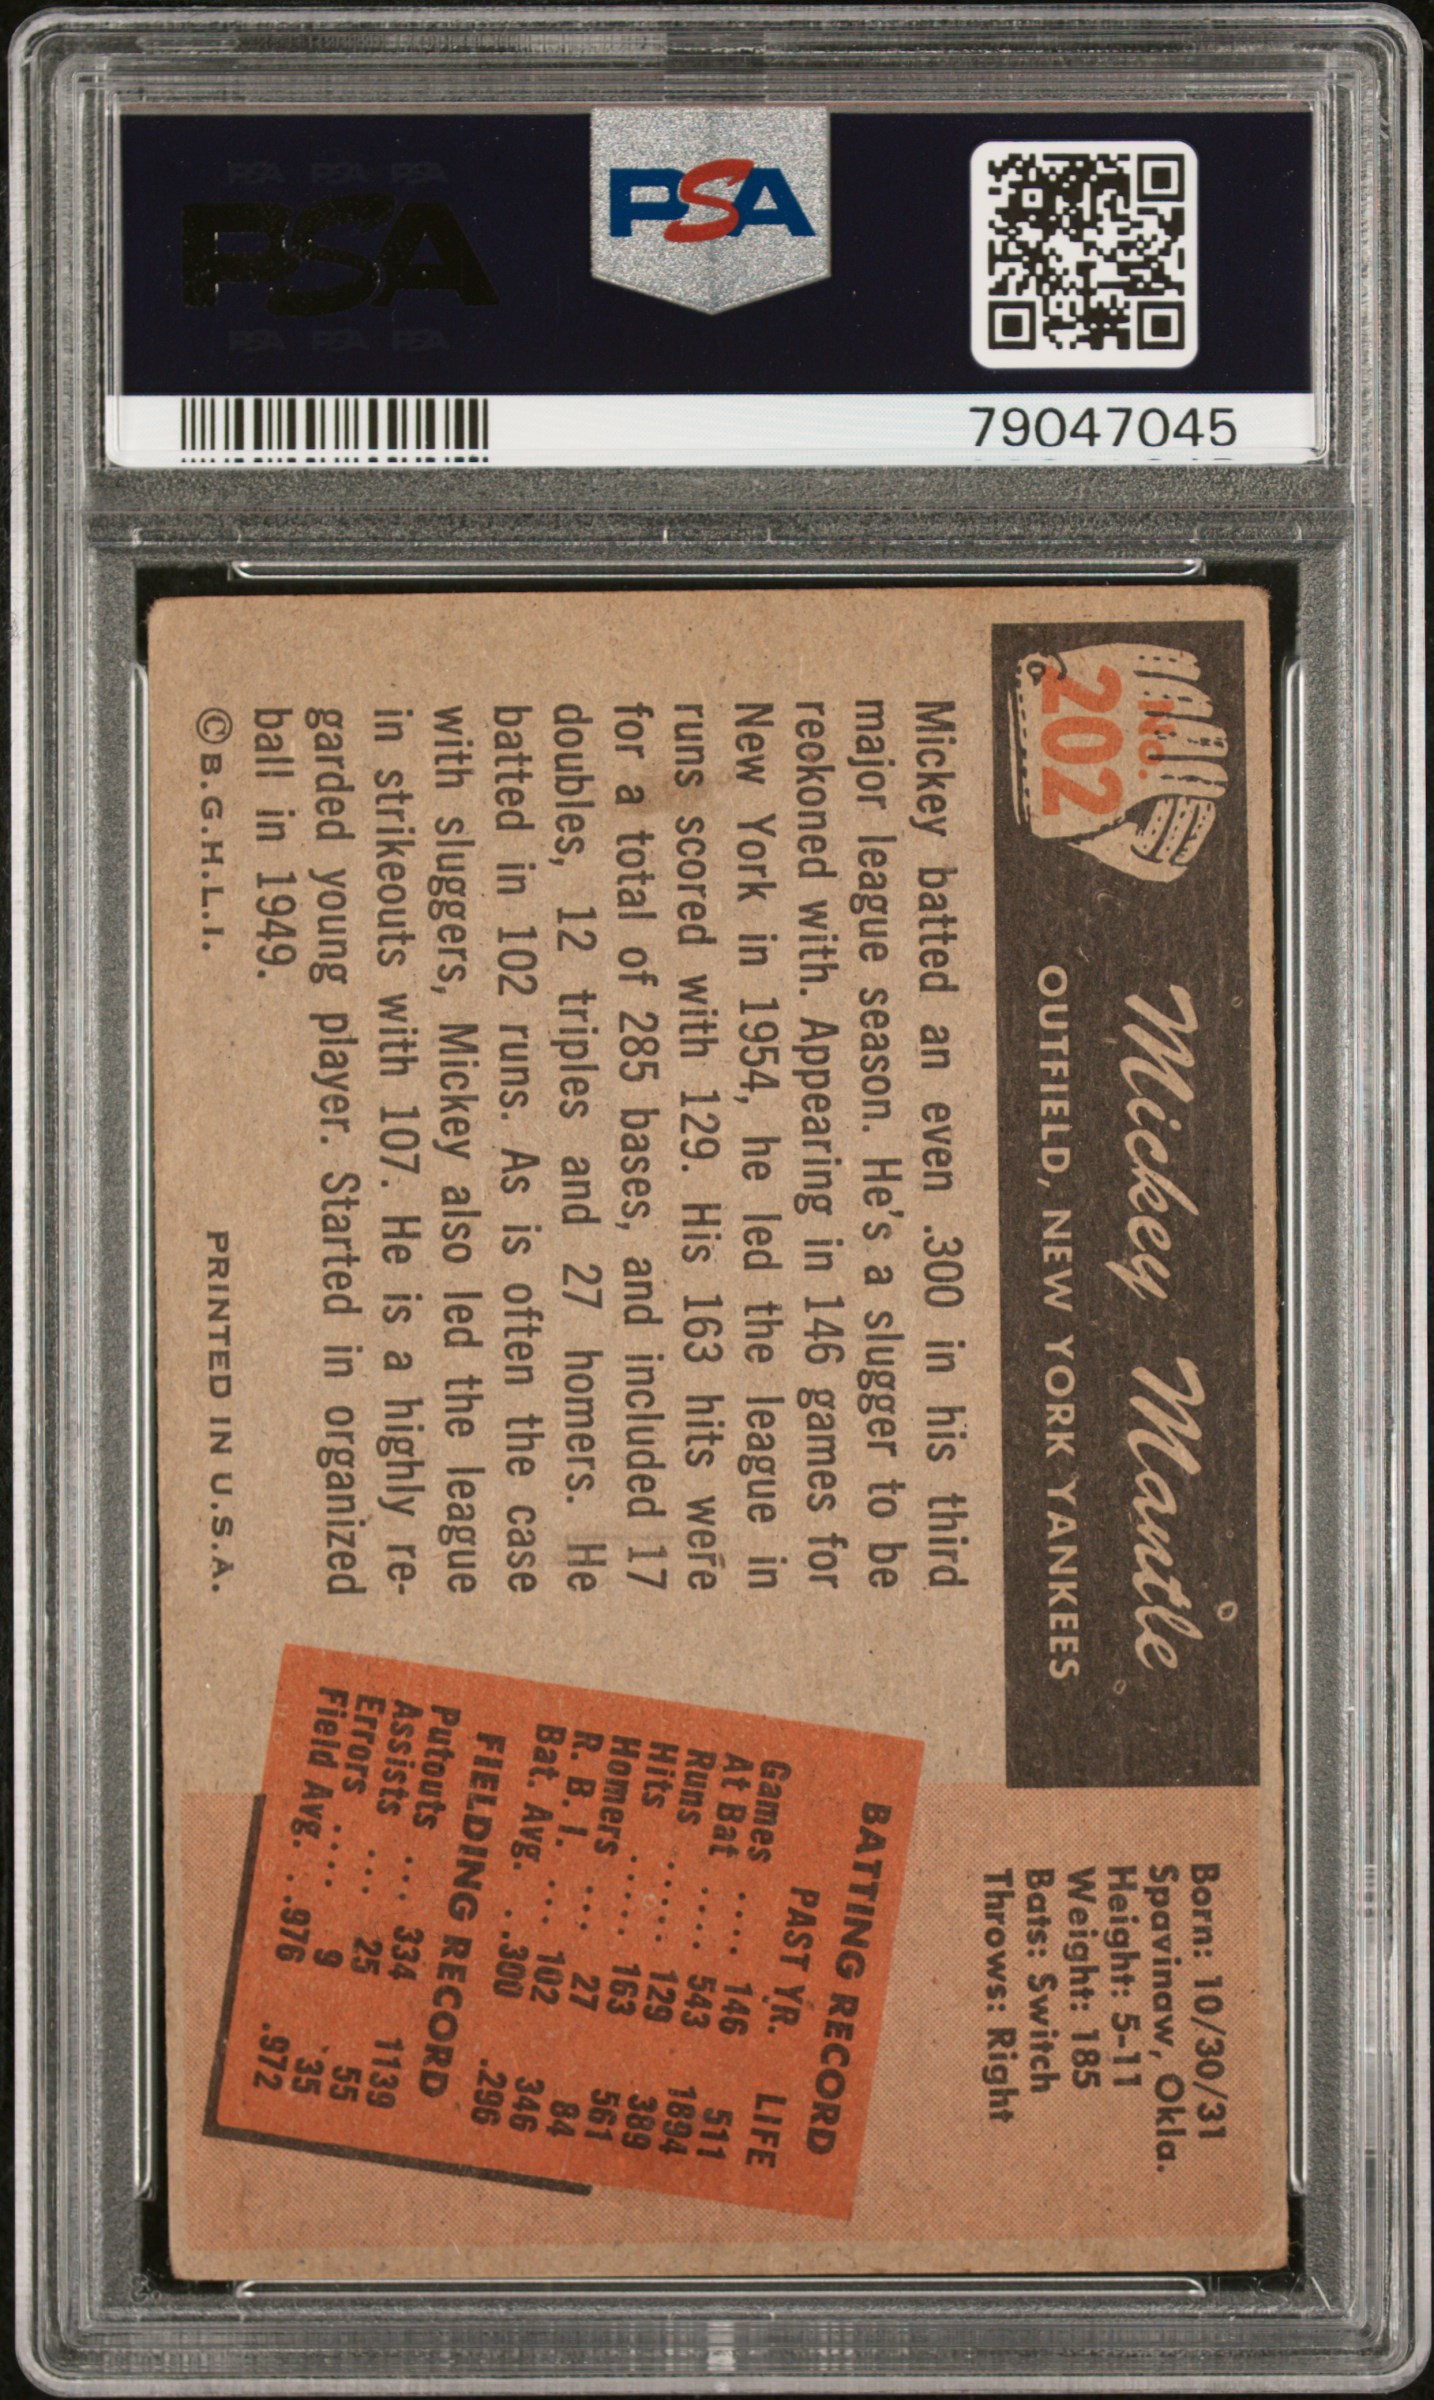 PSA PSA PSA
PSA
PSA PSA PSA
PSA
79047045
No.
202
Mickey Mantle
OUTFIELD, NEW YORK YANKEES
Born: 10/30/31
Spavinaw, Okla.
Height: 5-11
Weight: 185
Bats: Switch
Throws: Right
Mickey batted an even .300 in his third
major league season. He's a slugger to be
reckoned with. Appearing in 146 games for
New York in 1954, he led the league in
runs scored with 129. His 163 hits were
for a total of 285 bases, and included 17
doubles, 12 triples and 27 homers. He
batted in 102 runs. As is often the case
with sluggers, Mickey also led the league
in strikeouts with 107. He is a highly re-
garded young player. Started in organized
ball in 1949.
©B.G.H.L.I.
PRINTED IN U.S.A.
BATTING RECORD
PAST YR. LIFE
Games .... 146 511
At Bat .... 543 1894
Runs ..... 129 389
Hits ..... 163 561
Homers ... 27 84
R. B. I. ... 102 346
Bat. Avg. . .300 .296
FIELDING RECORD
Putouts ... 334 1139
Assists ... 25 55
Errors .... 9 35
Field Avg. . .976 .972